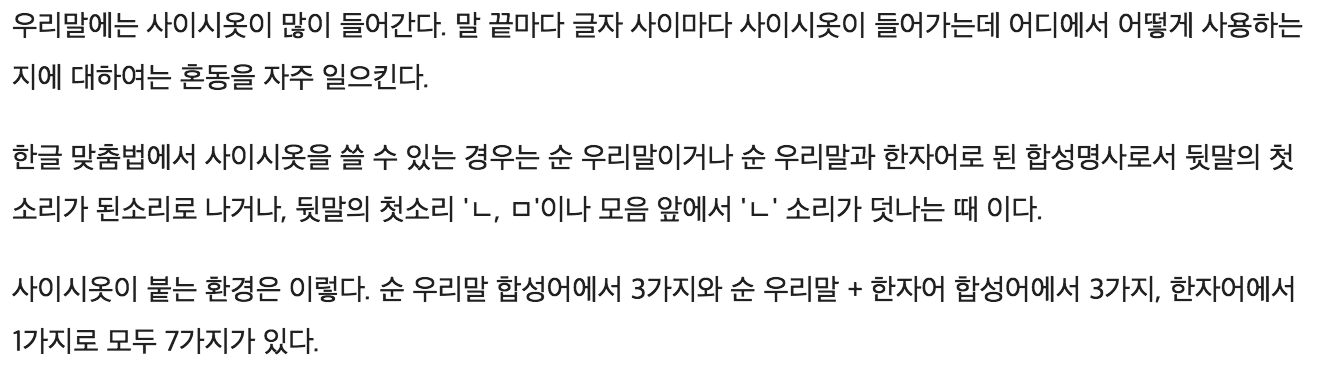 우리말에는 사이시옷이 많이 들어간다. 말 끝마다 글자 사이마다 사이시옷이 들어가는데 어디에서 어떻게 사용하는
지에 대하여는 혼동을 자주 일으킨다.
한글 맞춤법에서 사이시옷을 쓸 수 있는 경우는 순 우리말이거나 순 우리말과 한자어로 된 합성명사로서 뒷말의 첫
소리가 된소리로 나거나, 뒷말의 첫소리 'ㄴ, ㅁ'이나 모음 앞에서 'ㄴ' 소리가 덧나는 때 이다.
사이시옷이 붙는 환경은 이렇다. 순 우리말 합성어에서 3가지와 순 우리말 + 한자어 합성어에서 3가지, 한자어에서
1가지로 모두 7가지가 있다.